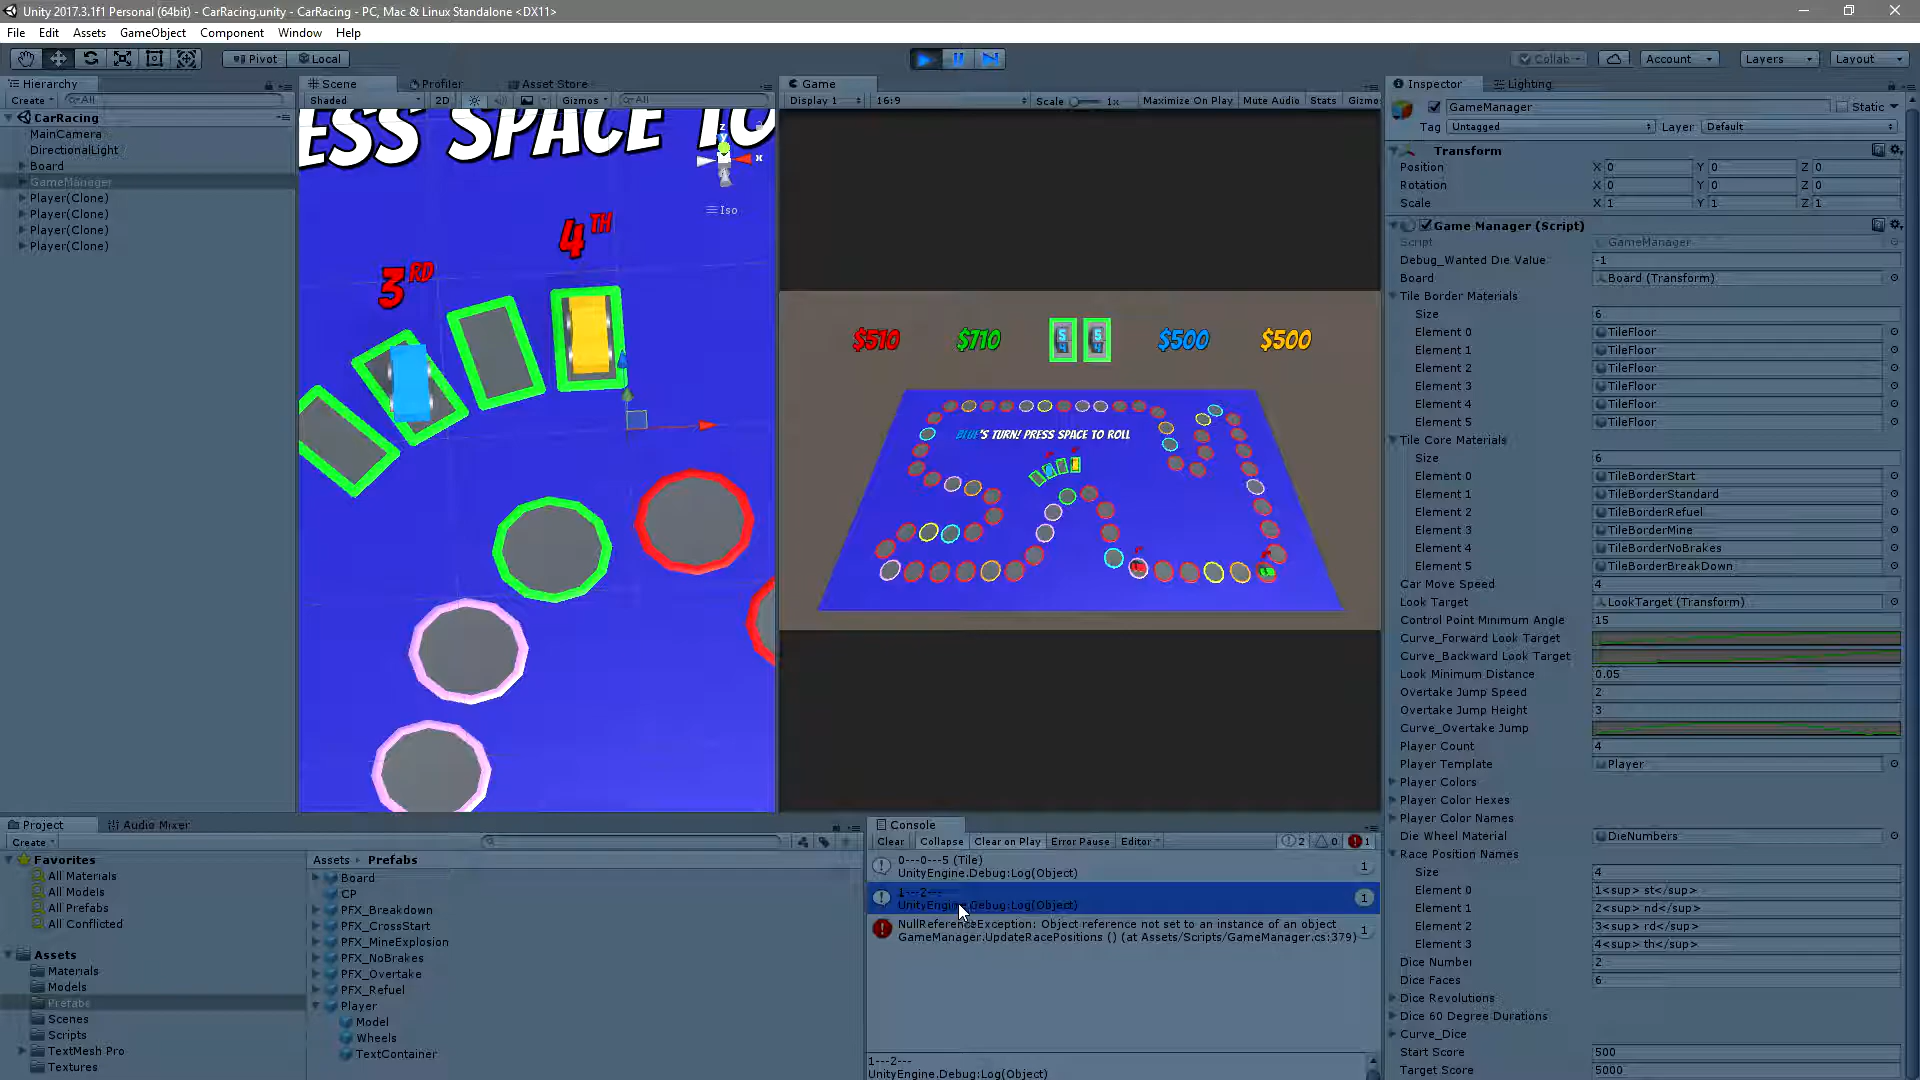 Unity 2017.3.1f1 Personal (64bit) - CarRacing.unity - CarRacing - PC, Mac & Linux Standalone <DX11>
File Edit Assets GameObject Component Window Help
Pivot Local Collab Account Layers Layout
Hierarchy
Create All
CarRacing
MainCamera
DirectionalLight
Board
GameManager
Player(Clone)
Player(Clone)
Player(Clone)
Player(Clone)
Scene Profiler Asset Store
Shaded 2D Gizmos All
ESS SPACE TO
z
y
x
Iso
4TH
3RD
Game
Display 1 16:9 Scale 1x Maximize On Play Mute Audio Stats Gizmo
$510 $710 5 4 5 4 $500 $500
BLUE'S TURN! PRESS SPACE TO ROLL
Inspector Lighting
GameManager Static
Tag Untagged Layer Default
Transform
Position X 0 Y 0 Z 0
Rotation X 0 Y 0 Z 0
Scale X 1 Y 1 Z 1
Game Manager (Script)
Script GameManager
Debug_Wanted Die Value -1
Board Board (Transform)
Tile Border Materials
Size 6
Element 0 TileFloor
Element 1 TileFloor
Element 2 TileFloor
Element 3 TileFloor
Element 4 TileFloor
Element 5 TileFloor
Tile Core Materials
Size 6
Element 0 TileBorderStart
Element 1 TileBorderStandard
Element 2 TileBorderRefuel
Element 3 TileBorderMine
Element 4 TileBorderNoBrakes
Element 5 TileBorderBreakDown
Car Move Speed 4
Look Target LookTarget (Transform)
Control Point Minimum Angle 15
Curve_Forward Look Target
Curve_Backward Look Target
Look Minimum Distance 0.05
Overtake Jump Speed 2
Overtake Jump Height 3
Curve_Overtake Jump
Player Count 4
Player Template Player
Player Colors
Player Color Hexes
Player Color Names
Die Wheel Material DieNumbers
Race Position Names
Size 4
Element 0 1<sup> st</sup>
Element 1 2<sup> nd</sup>
Element 2 3<sup> rd</sup>
Element 3 4<sup> th</sup>
Dice Number 2
Dice Faces 6
Dice Revolutions
Dice 60 Degree Durations
Curve_Dice
Start Score 500
Target Score 5000
Project Audio Mixer
Create
Favorites
All Materials
All Models
All Prefabs
All Conflicted
Assets
Materials
Models
Prefabs
Scenes
Scripts
TextMesh Pro
Textures
Assets Prefabs
Board
CP
PFX_Breakdown
PFX_CrossStart
PFX_MineExplosion
PFX_NoBrakes
PFX_Overtake
PFX_Refuel
Player
Model
Wheels
TextContainer
Console
Clear Collapse Clear on Play Error Pause Editor 2 0 1
0---0---5 (Tile)
UnityEngine.Debug:Log(Object) 1
1---2---
UnityEngine.Debug:Log(Object) 1
NullReferenceException: Object reference not set to an instance of an object
GameManager.UpdateRacePositions () (at Assets/Scripts/GameManager.cs:379) 1
1---2---
UnityEngine.Debug:Log(Object)